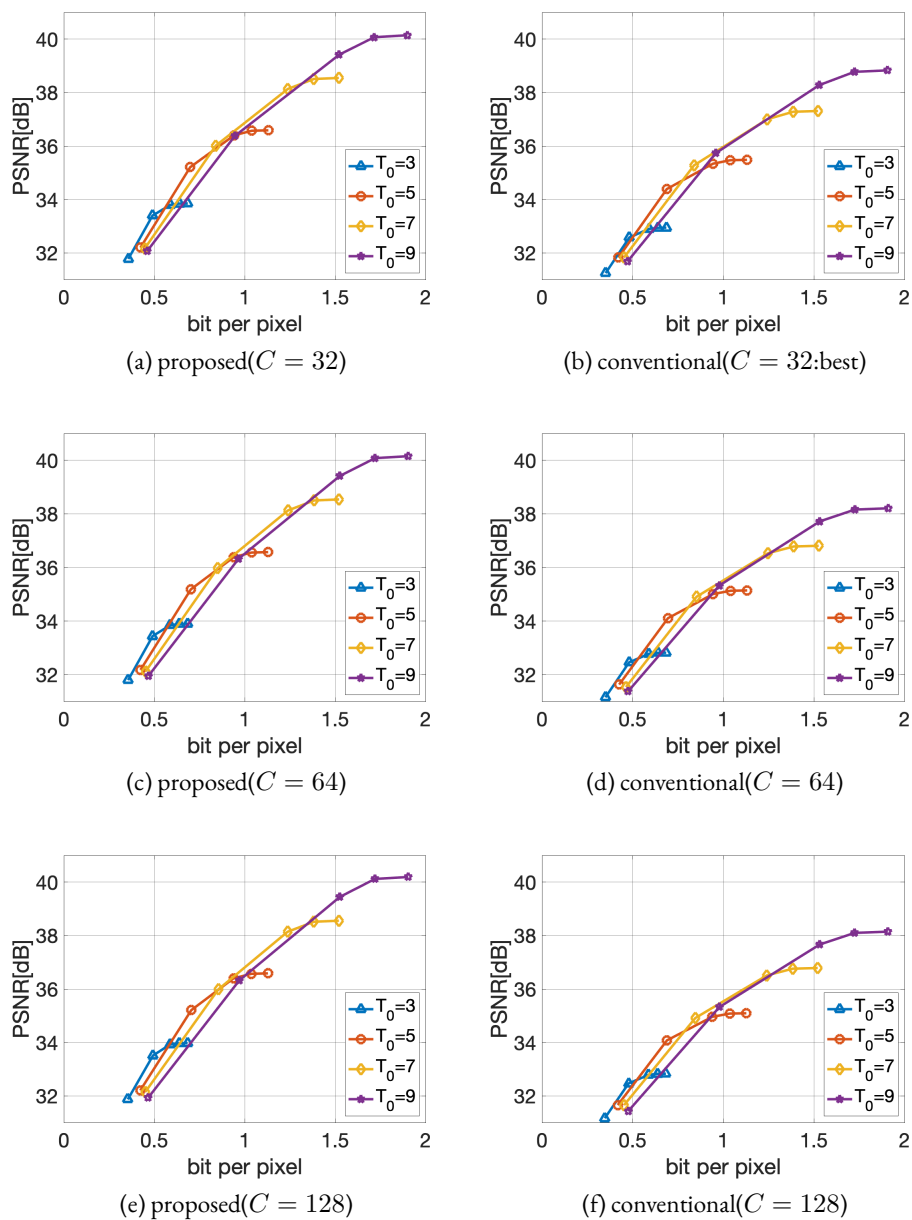 40
38
36
34
32
PSNR[dB]
T0=3
T0=5
T0=7
T0=9
0 0.5 1 1.5 2
bit per pixel
(a) proposed(C = 32)
40
38
36
34
32
PSNR[dB]
T0=3
T0=5
T0=7
T0=9
0 0.5 1 1.5 2
bit per pixel
(b) conventional(C = 32:best)
40
38
36
34
32
PSNR[dB]
T0=3
T0=5
T0=7
T0=9
0 0.5 1 1.5 2
bit per pixel
(c) proposed(C = 64)
40
38
36
34
32
PSNR[dB]
T0=3
T0=5
T0=7
T0=9
0 0.5 1 1.5 2
bit per pixel
(d) conventional(C = 64)
40
38
36
34
32
PSNR[dB]
T0=3
T0=5
T0=7
T0=9
0 0.5 1 1.5 2
bit per pixel
(e) proposed(C = 128)
40
38
36
34
32
PSNR[dB]
T0=3
T0=5
T0=7
T0=9
0 0.5 1 1.5 2
bit per pixel
(f) conventional(C = 128)